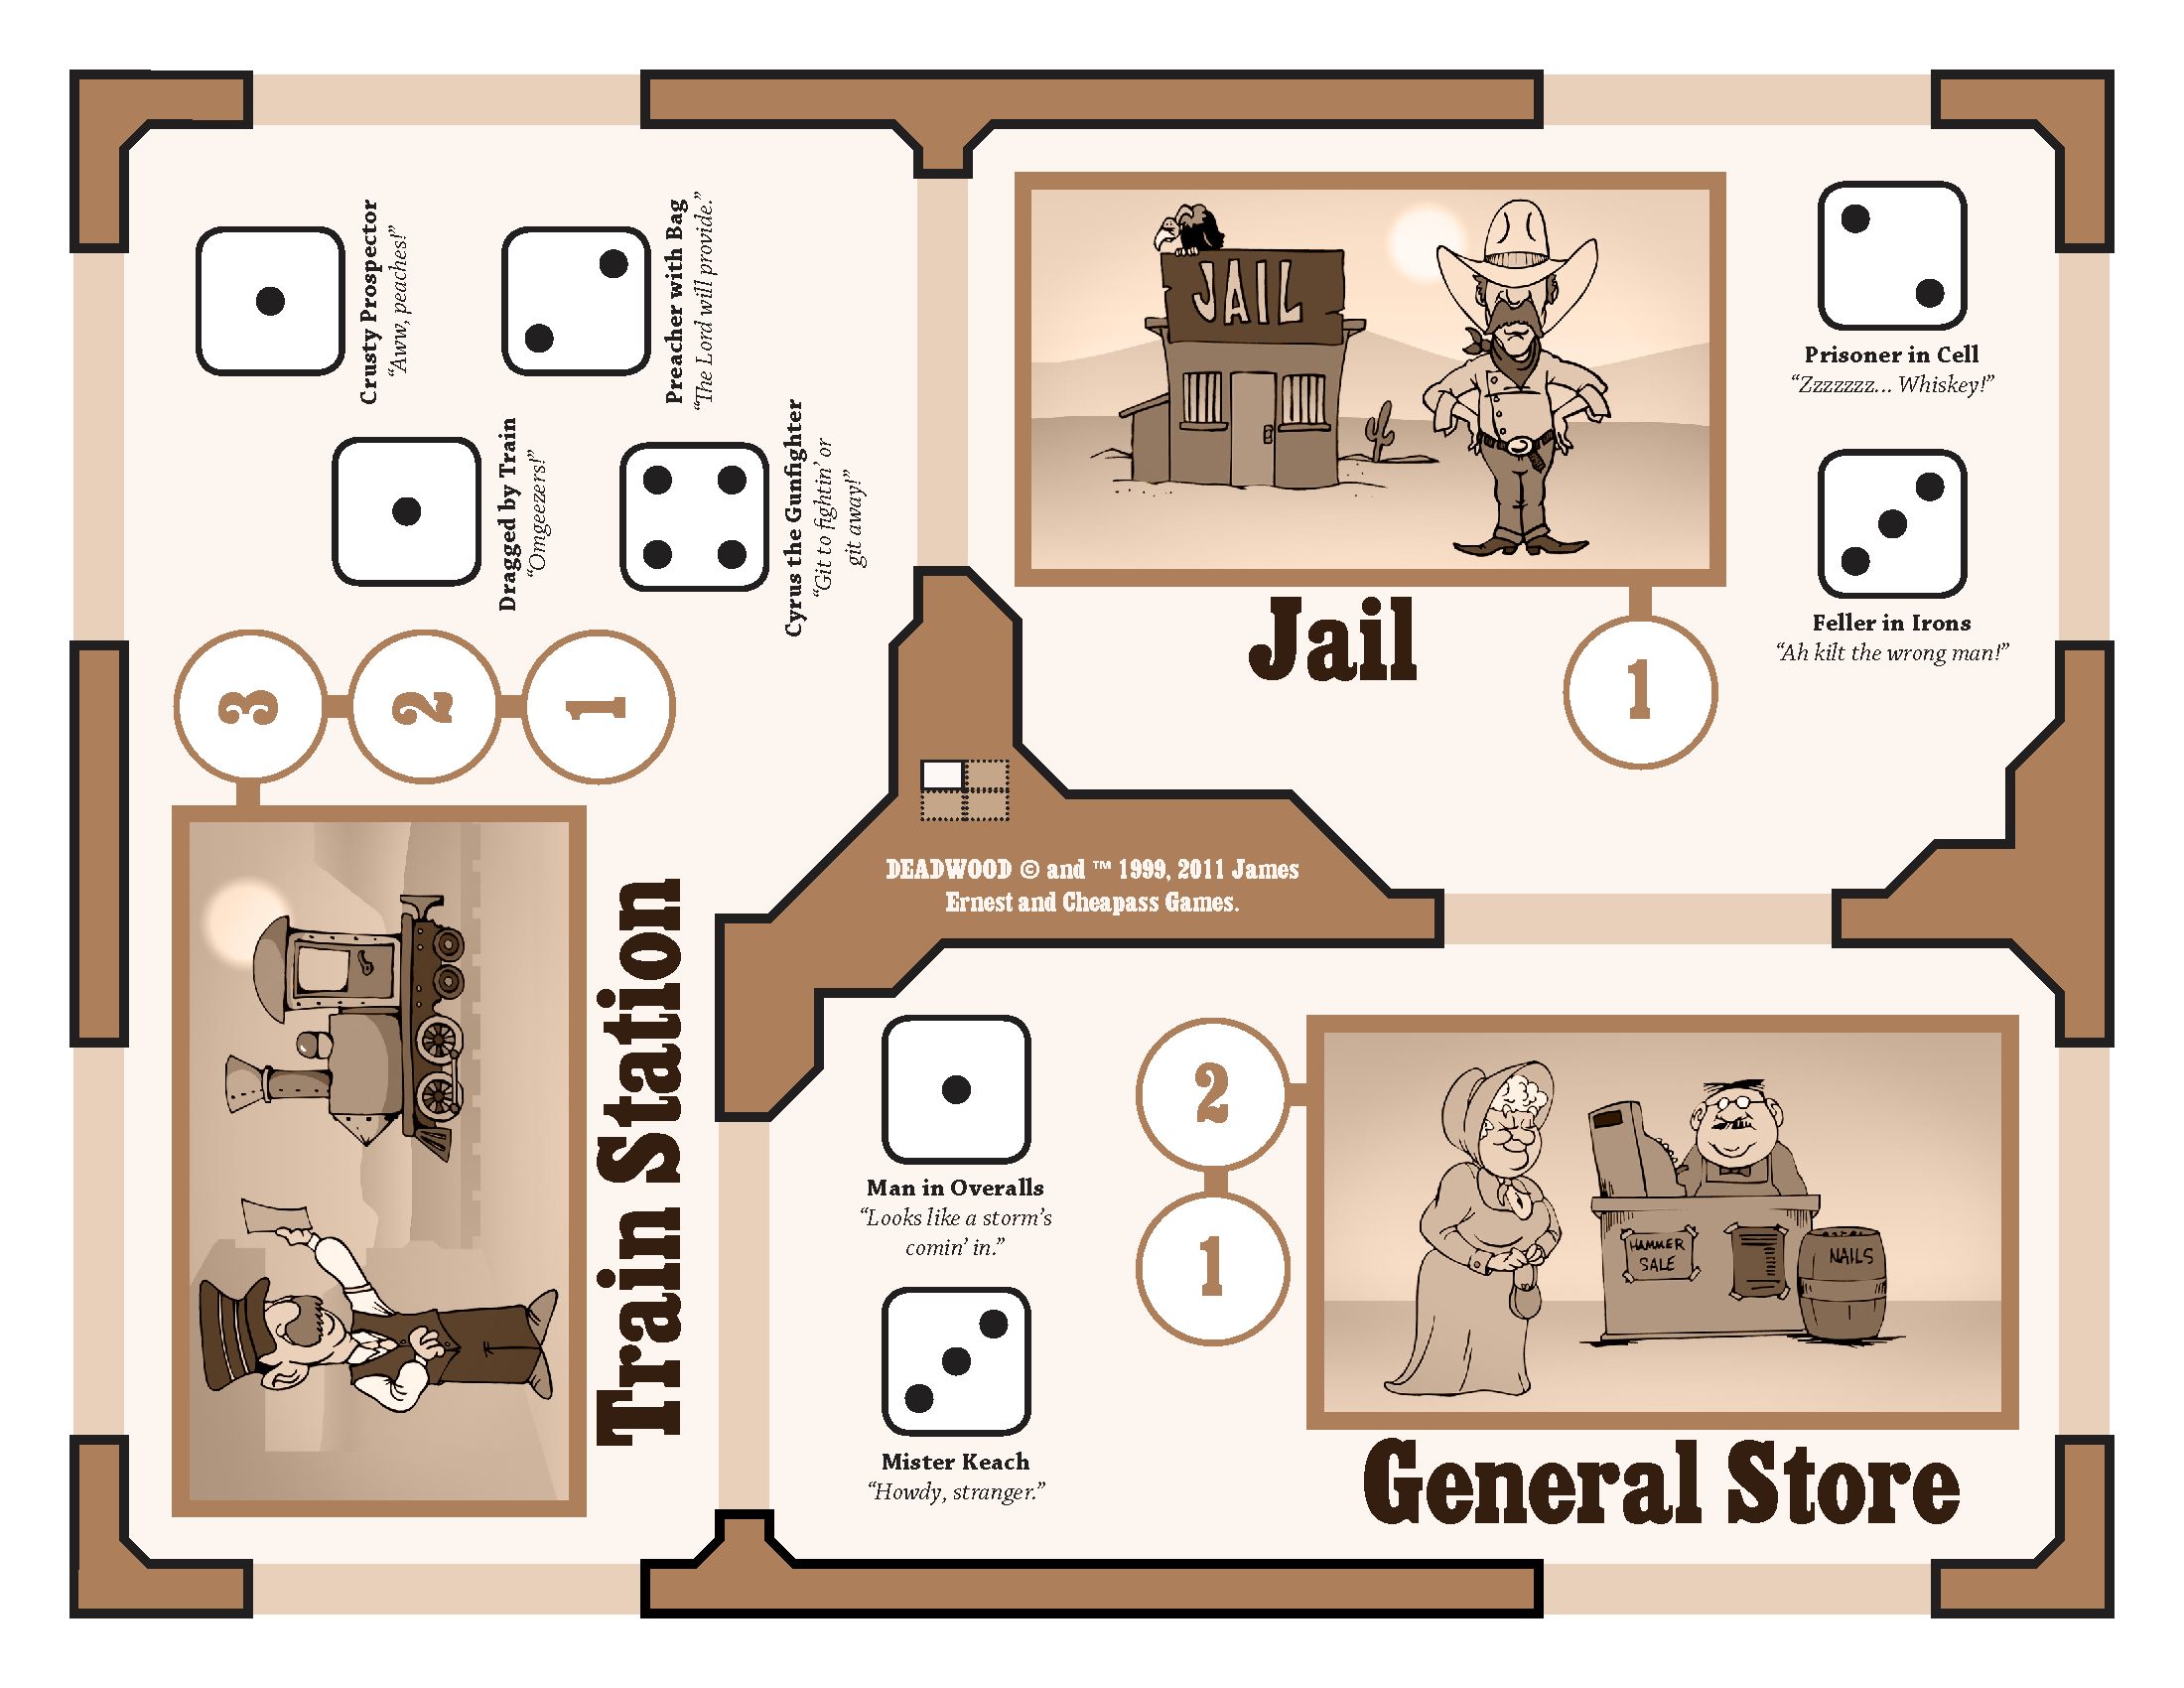 Crusty Prospector
“Aww, peaches!”
Preacher with Bag
“The Lord will provide.”
Dragged by Train
“Omgeezers!”
Cyrus the Gunfighter
“Git to fightin’ or
git away!”
3
2
1
Train Station
JAIL
Jail
1
Prisoner in Cell
“Zzzzzzz… Whiskey!”
Feller in Irons
“Ah kilt the wrong man!”
DEADWOOD © and ™ 1999, 2011 James
Ernest and Cheapass Games.
Man in Overalls
“Looks like a storm’s
comin’ in.”
Mister Keach
“Howdy, stranger.”
2
1
HAMMER
SALE
NAILS
General Store